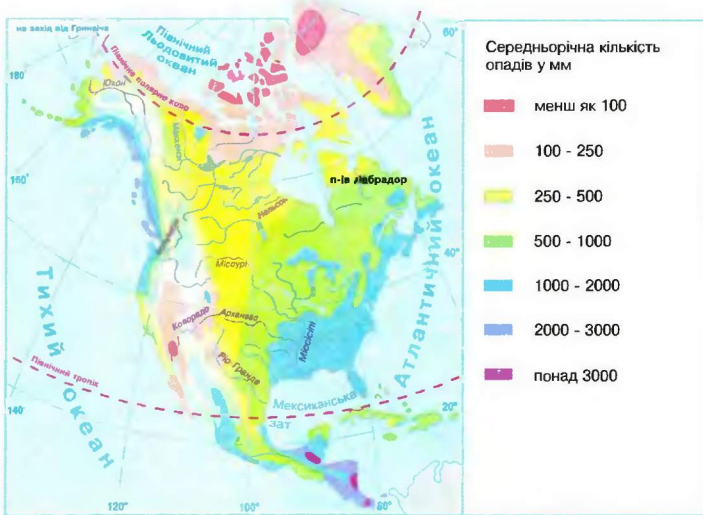 на захід від Гринвіча
Північний
Льодовитий
океан
Північне полярне коло
60°
180°
Юкон
Середньорічна кількість
опадів у мм
менш як 100
100 - 250
250 - 500
500 - 1000
1000 - 2000
2000 - 3000
понад 3000
Макензі
160°
п-ів Лабрадор
Нельсон
40°
Атлантичний океан
Міссурі
Тихий
океан
Колорадо
Арканзас
Міссісіпі
Ріо-Гранде
Північний тропік
Мексиканська
зат
140°
20°
120°
100°
80°